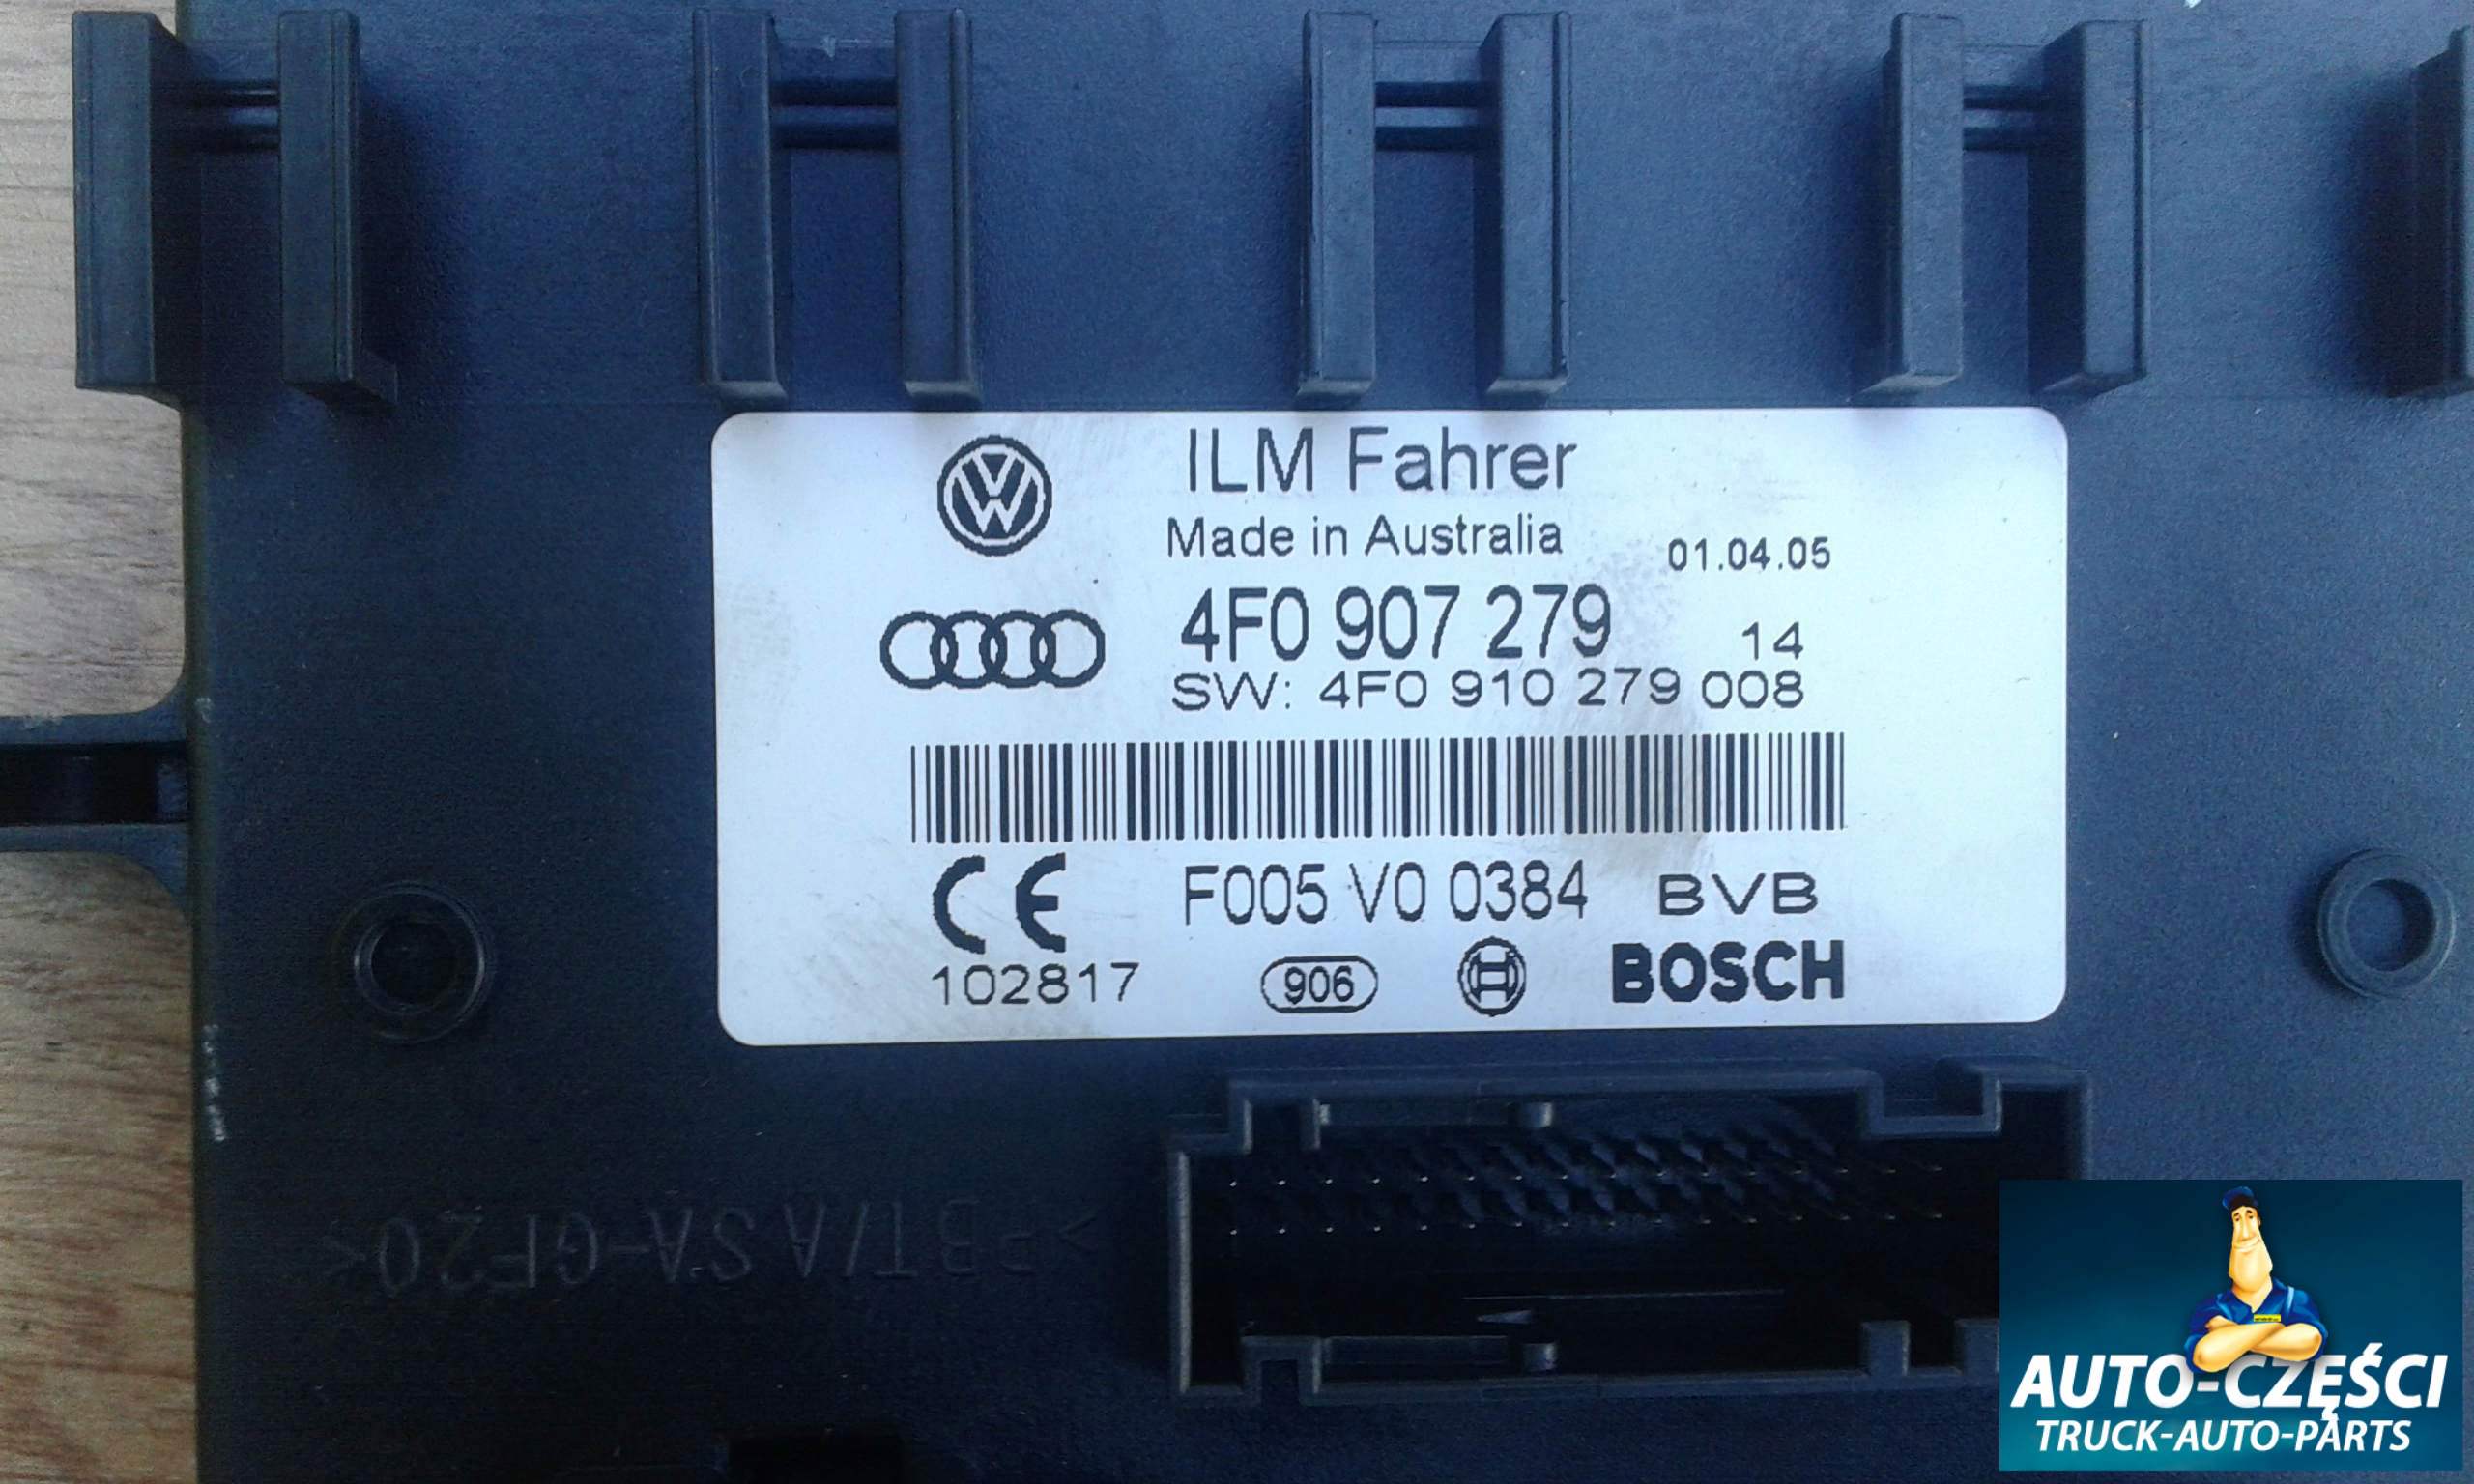 ILM Fahrer
Made in Australia
01.04.05
4F0 907 279
14
SW: 4F0 910 279 008
CE
F005 V0 0384 BVB
102817
906
BOSCH
>PBT/ASA-GF20<
AUTO-CZĘŚCI
TRUCK-AUTO-PARTS